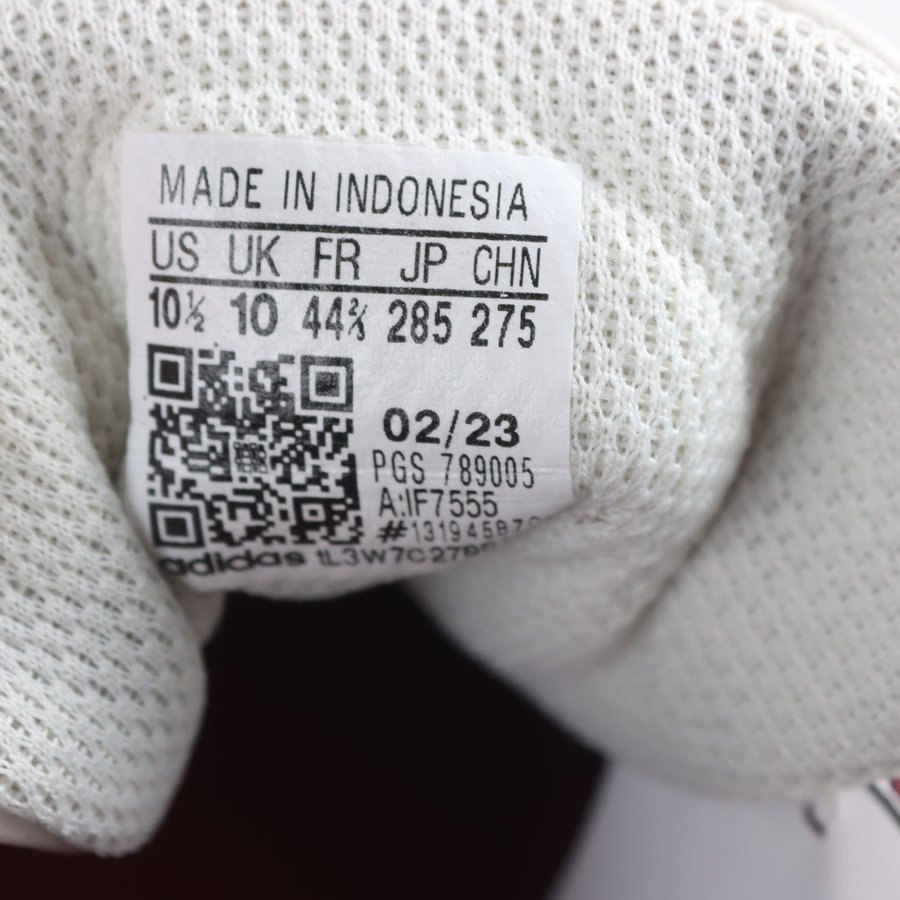 MADE IN INDONESIA
US UK FR JP CHN
10½ 10 44⅔ 285 275
02/23
PGS 789005
A:IF7555
adidas